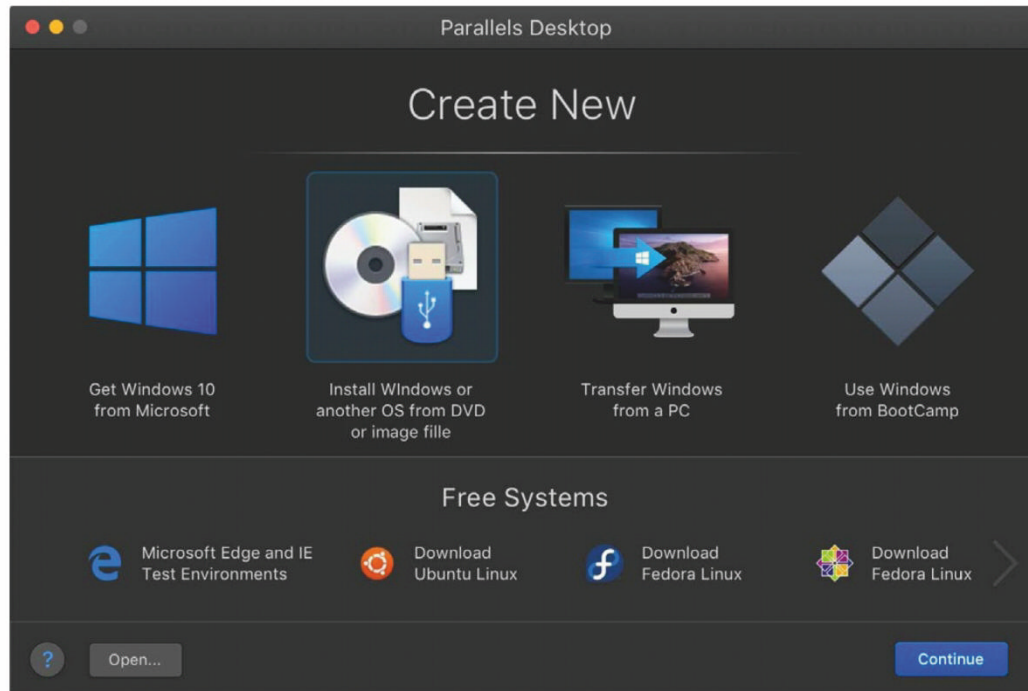 Parallels Desktop
Create New
Get Windows 10
from Microsoft
Install WIndows or
another OS from DVD
or image fille
Transfer Windows
from a PC
Use Windows
from BootCamp
Free Systems
Microsoft Edge and IE
Test Environments
Download
Ubuntu Linux
Download
Fedora Linux
Download
Fedora Linux
?
Open...
Continue